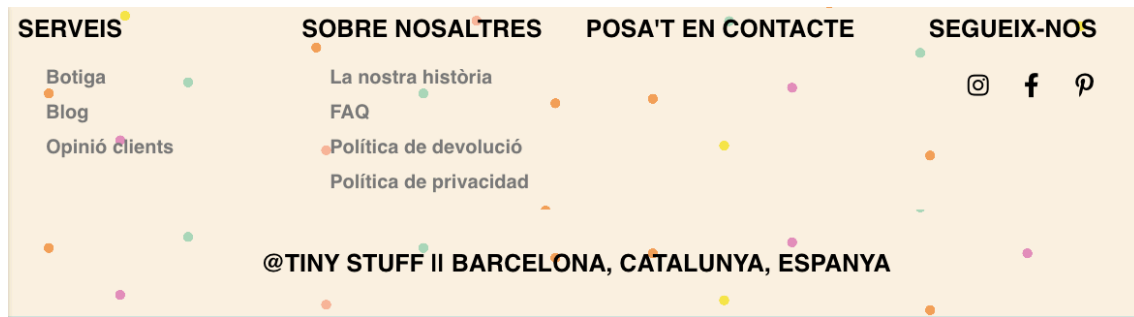 SERVEIS
Botiga
Blog
Opinió clients
SOBRE NOSALTRES
La nostra història
FAQ
Política de devolució
Política de privacidad
POSA'T EN CONTACTE
SEGUEIX-NOS
@TINY STUFF || BARCELONA, CATALUNYA, ESPANYA